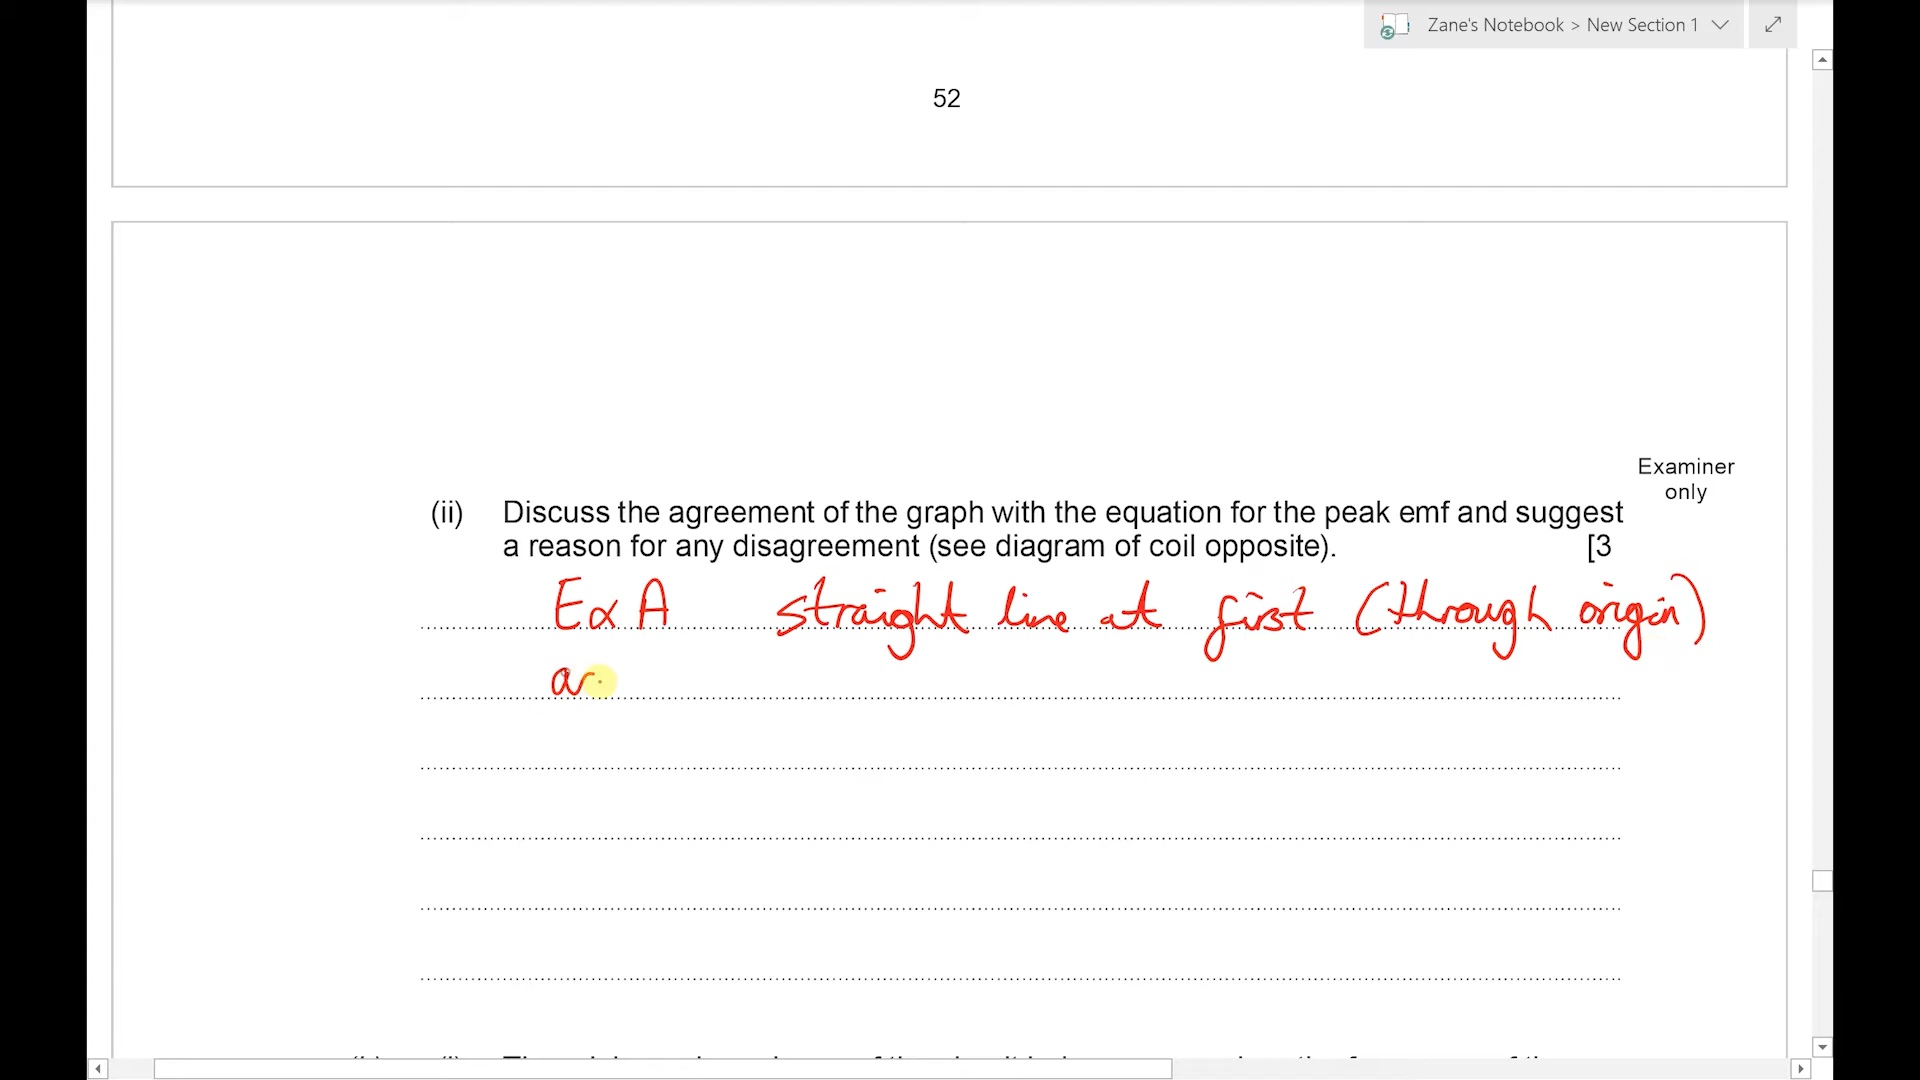 Zane's Notebook > New Section 1
52
Examiner
only
(ii) Discuss the agreement of the graph with the equation for the peak emf and suggest
a reason for any disagreement (see diagram of coil opposite). [3
E ∝ A straight line at first (through origin)